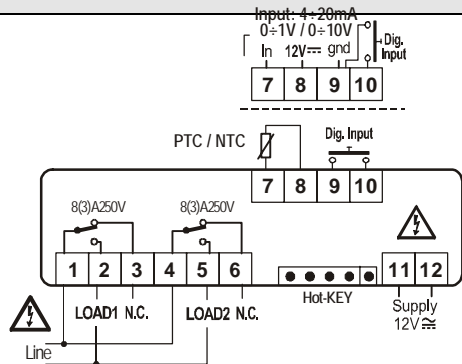 Input: 4÷20mA
0÷1V / 0÷10V
In 12V⎓ gnd
Dig.
Input
7 8 9 10
PTC / NTC
Dig. Input
7 8 9 10
8(3)A250V 8(3)A250V
1 2 3 4 5 6 11 12
LOAD1 N.C. LOAD2 N.C. Hot-KEY
Supply
12V≂
Line